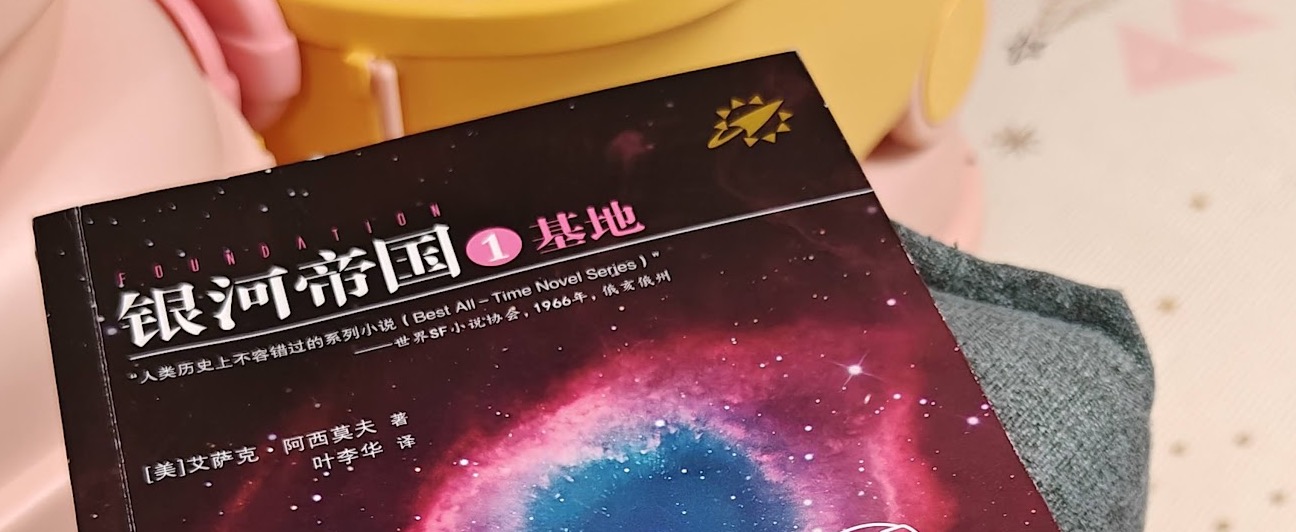 FOUNDATION
银河帝国1基地
“人类历史上不容错过的系列小说（Best All-Time Novel Series）”
——世界SF小说协会，1966年，俄亥俄州
[美]艾萨克·阿西莫夫 著
叶李华 译